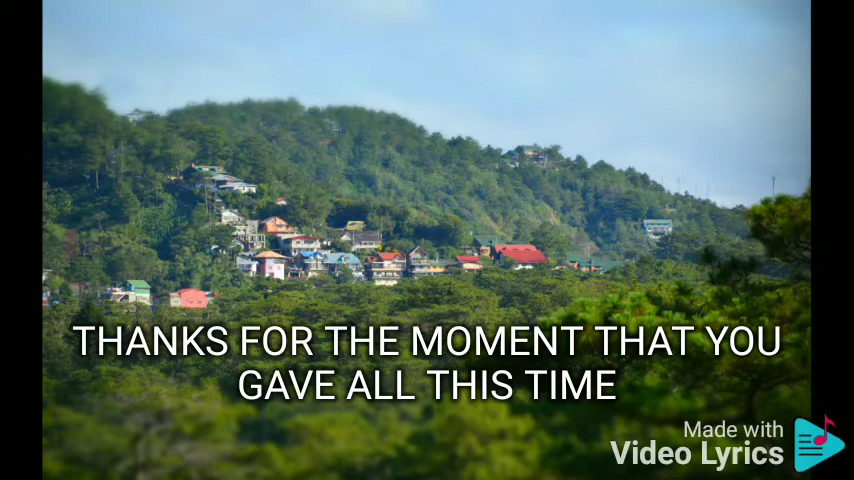 THANKS FOR THE MOMENT THAT YOU
GAVE ALL THIS TIME
Made with
Video Lyrics